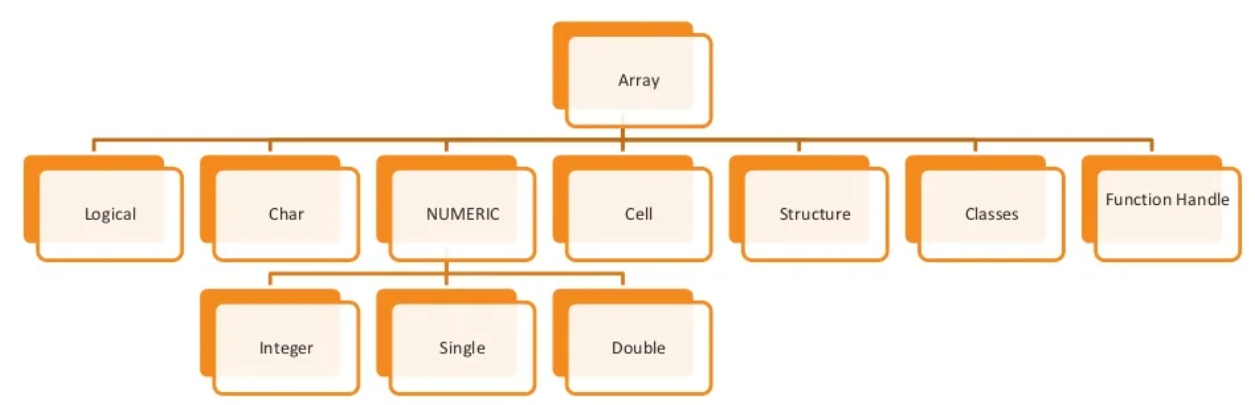 Array
Logical
Char
NUMERIC
Cell
Structure
Classes
Function Handle
Integer
Single
Double